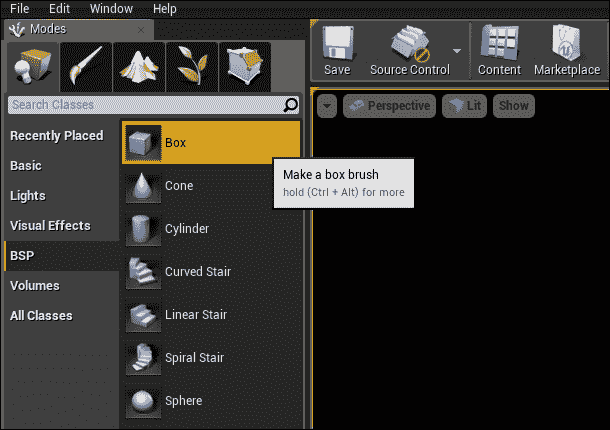 File Edit Window Help
Modes
Save Source Control Content Marketplace
Search Classes
Perspective Lit Show
Recently Placed
Basic
Lights
Visual Effects
BSP
Volumes
All Classes
Box
Cone
Cylinder
Curved Stair
Linear Stair
Spiral Stair
Sphere
Make a box brush
hold (Ctrl + Alt) for more